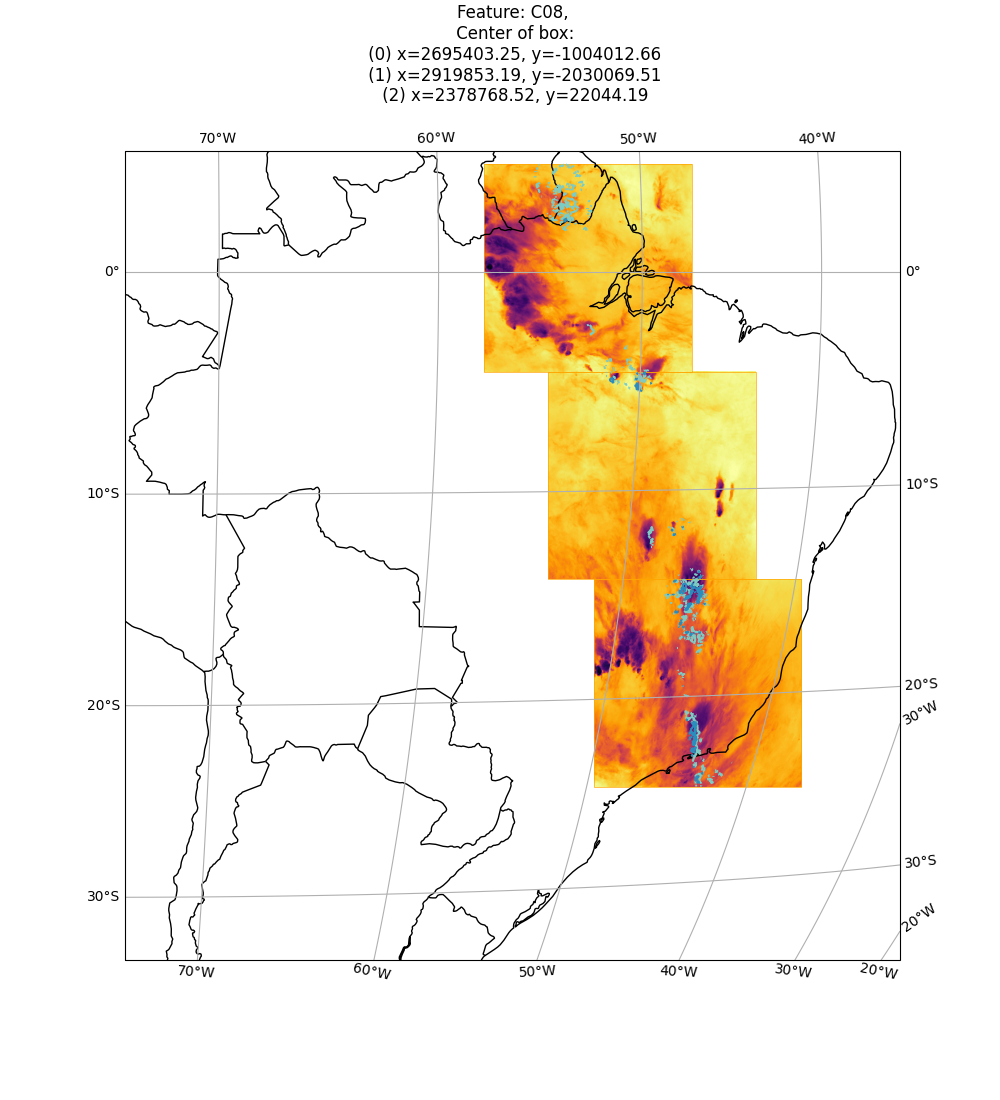 Feature: C08,
Center of box:
(0) x=2695403.25, y=-1004012.66
(1) x=2919853.19, y=-2030069.51
(2) x=2378768.52, y=22044.19
70°W 60°W 50°W 40°W
0° 0°
10°S 10°S
20°S 20°S
30°W
30°S 30°S
20°W
70°W 60°W 50°W 40°W 30°W 20°W